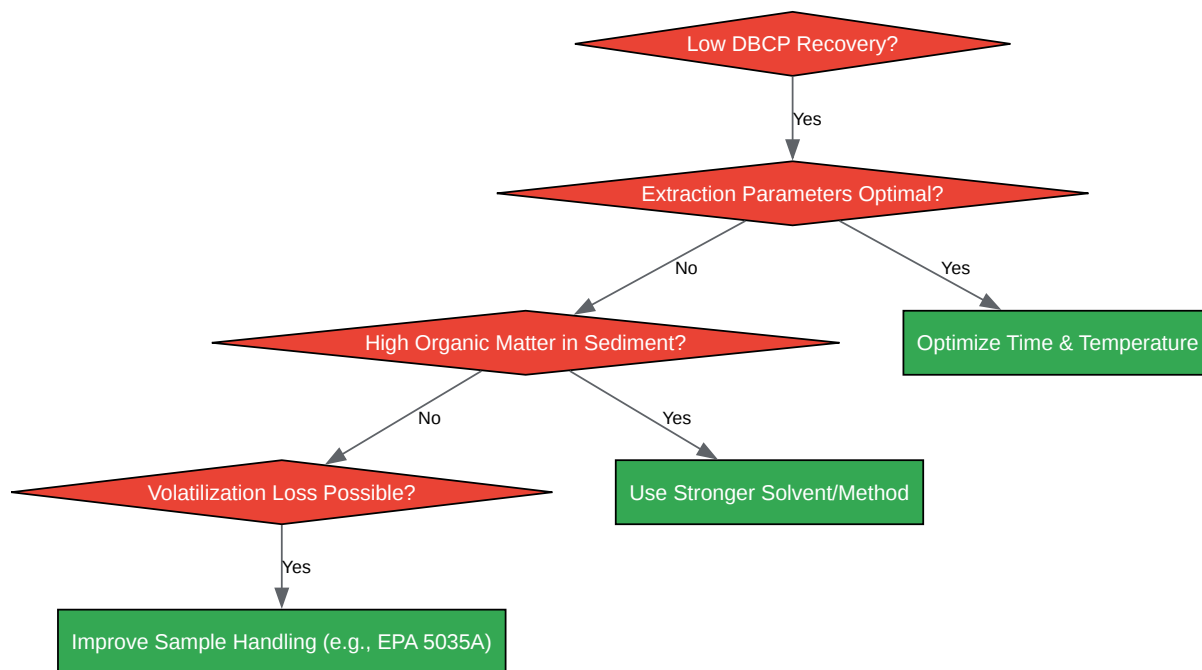 Low DBCP Recovery?
Yes
Extraction Parameters Optimal?
No
Yes
High Organic Matter in Sediment?
Optimize Time & Temperature
No
Yes
Volatilization Loss Possible?
Use Stronger Solvent/Method
Yes
Improve Sample Handling (e.g., EPA 5035A)